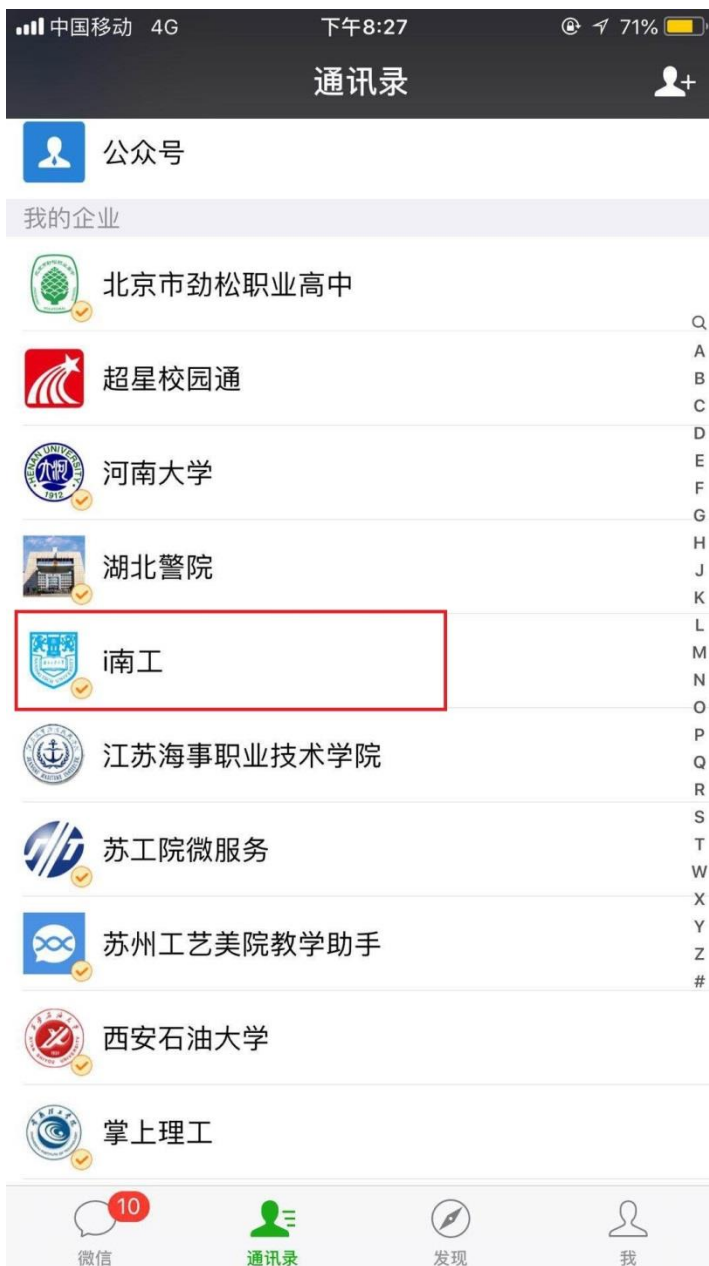 中国移动 4G 下午8:27 71%
通讯录
公众号
我的企业
北京市劲松职业高中
超星校园通
HENAN UNIVERSITY
1912
河南大学
湖北警院
i南工
江苏海事职业技术学院
苏工院微服务
苏州工艺美院教学助手
西安石油大学
掌上理工
A
B
C
D
E
F
G
H
J
K
L
M
N
O
P
Q
R
S
T
W
X
Y
Z
#
10
微信 通讯录 发现 我